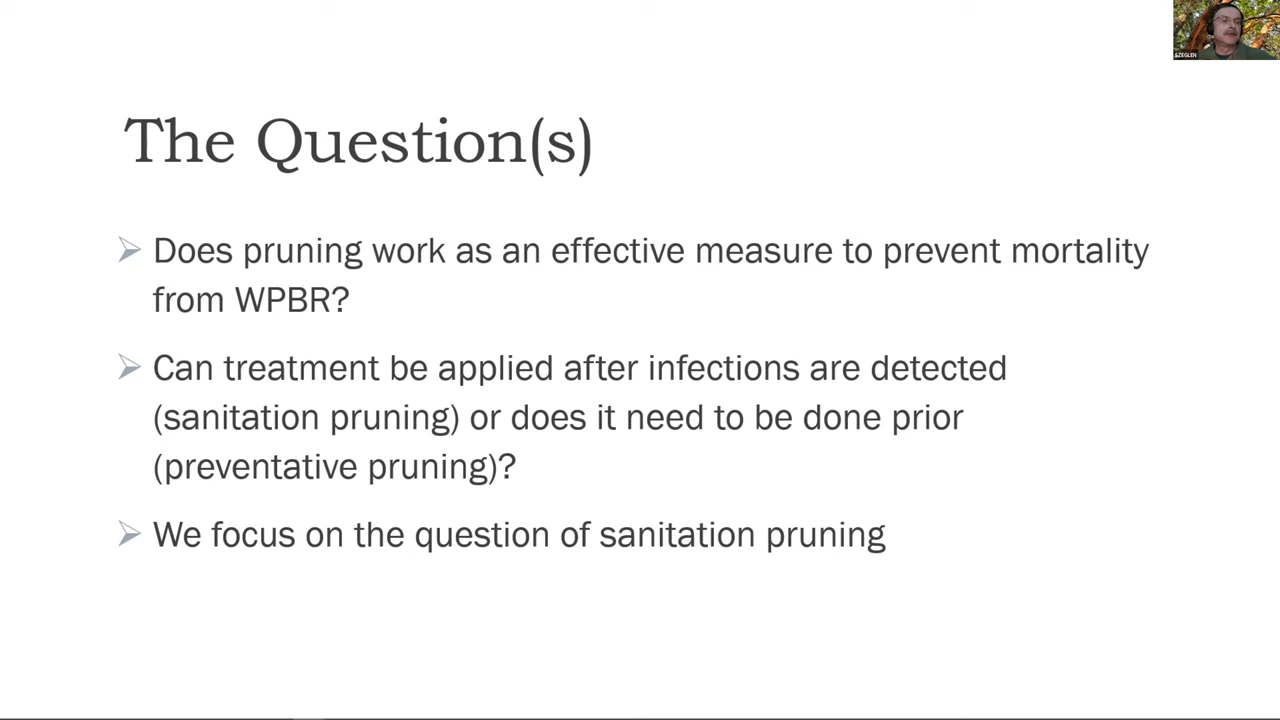 SZEGLEN
The Question(s)
Does pruning work as an effective measure to prevent mortality
from WPBR?
Can treatment be applied after infections are detected
(sanitation pruning) or does it need to be done prior
(preventative pruning)?
We focus on the question of sanitation pruning